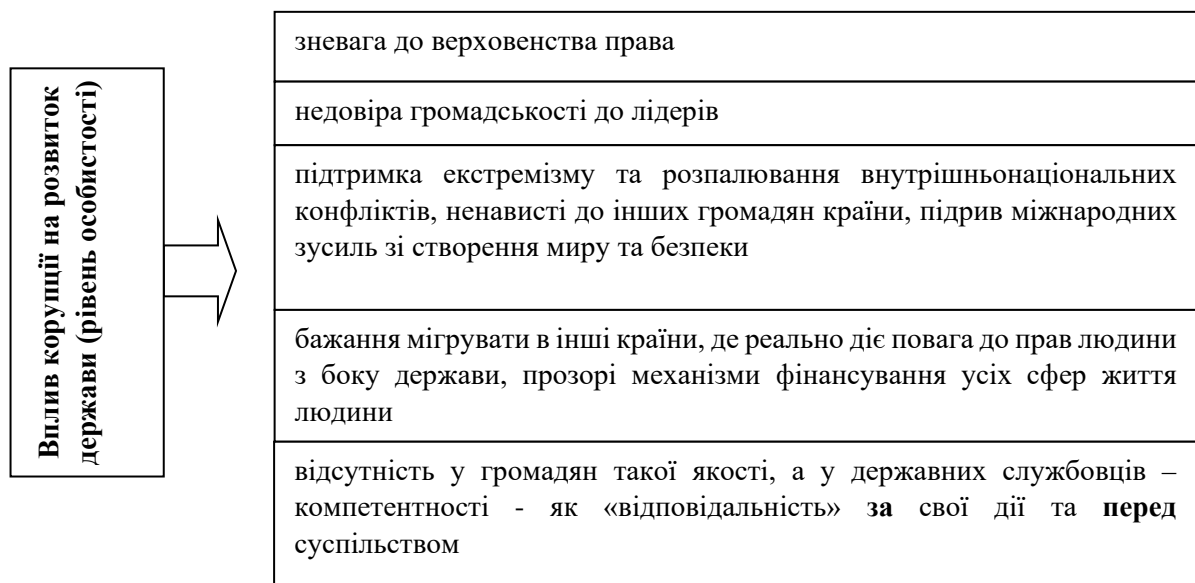 Вплив корупції на розвиток
держави (рівень особистості)
зневага до верховенства права
недовіра громадськості до лідерів
підтримка екстремізму та розпалювання внутрішньонаціональних
конфліктів, ненависті до інших громадян країни, підрив міжнародних
зусиль зі створення миру та безпеки
бажання мігрувати в інші країни, де реально діє повага до прав людини
з боку держави, прозорі механізми фінансування усіх сфер життя
людини
відсутність у громадян такої якості, а у державних службовців –
компетентності - як «відповідальність» за свої дії та перед
суспільством